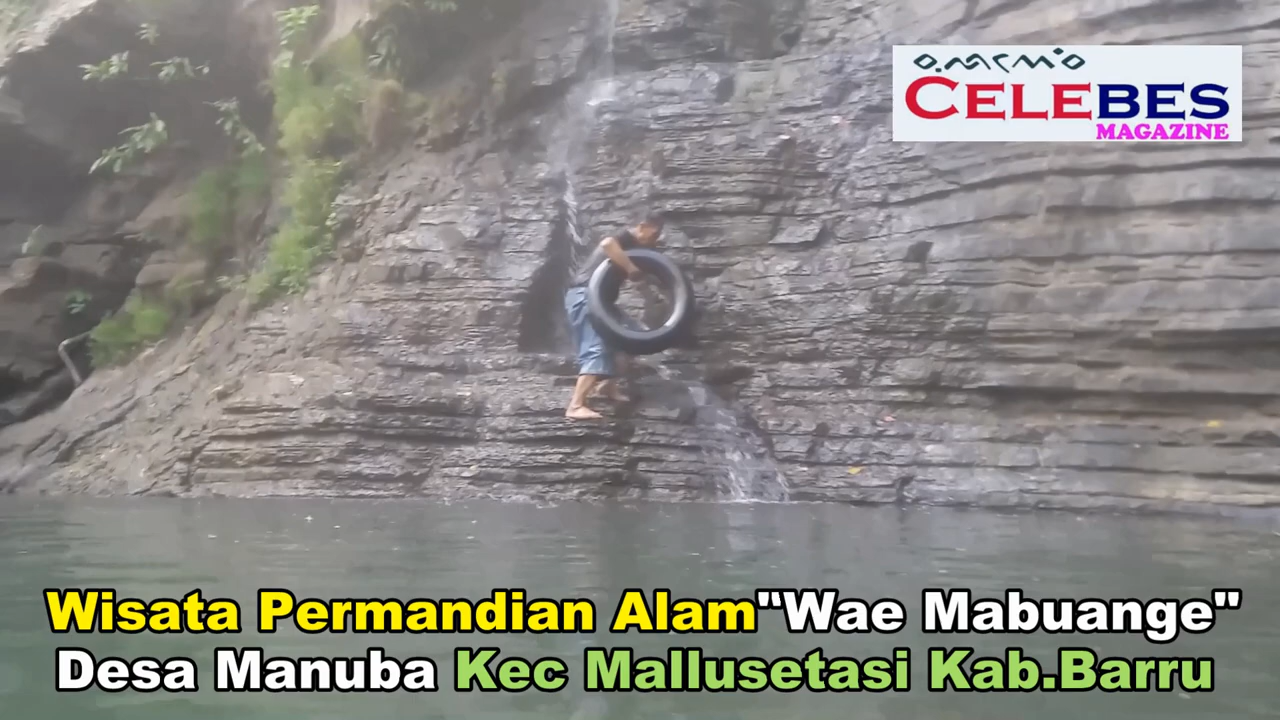 CELEBES
MAGAZINE
Wisata Permandian Alam"Wae Mabuange"
Desa Manuba Kec Mallusetasi Kab.Barru